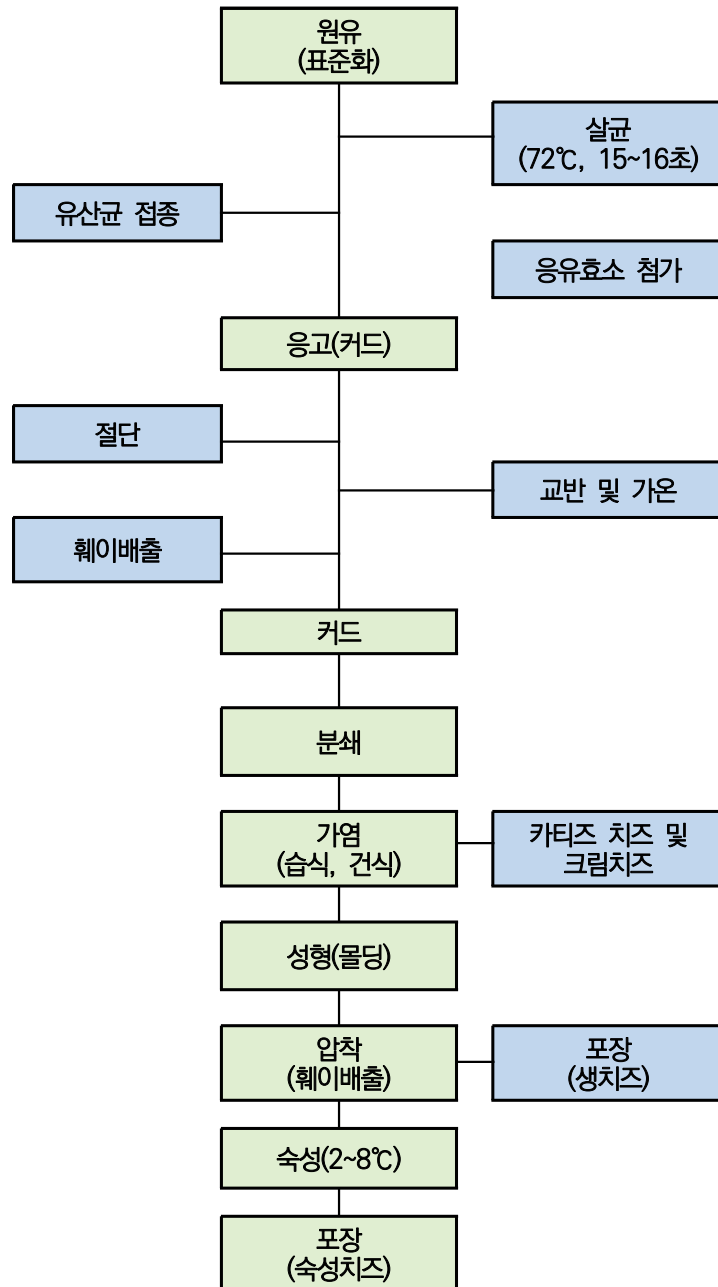 원유
(표준화)
살균
(72℃, 15~16초)
유산균 접종
응유효소 첨가
응고(커드)
절단
교반 및 가온
훼이배출
커드
분쇄
가염
(습식, 건식)
카티즈 치즈 및
크림치즈
성형(몰딩)
압착
(훼이배출)
포장
(생치즈)
숙성(2~8℃)
포장
(숙성치즈)